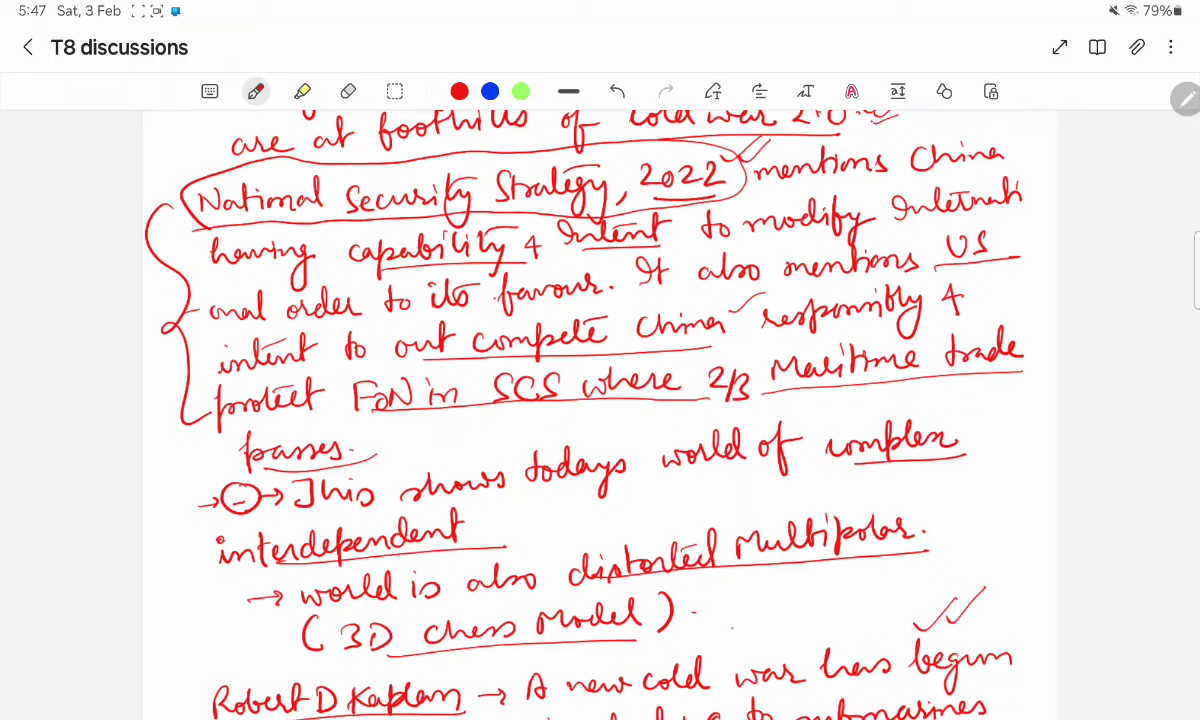 5:47 Sat, 3 Feb 79%
T8 discussions
are at foothills of cold war 2.0.
National Security Strategy, 2022 mentions China
having capability & Intent to modify Internati
onal order to its favour. It also mentions US
intent to out compete China responsibly &
protect FoN in SCS where 2/3 Maritime trade
passes.
→ (-) → This shows todays world of complex
interdependent
→ world is also distorted Multipolar.
(3D chess Model).
Robert D Kaplan → A new cold war has begun
to submarines